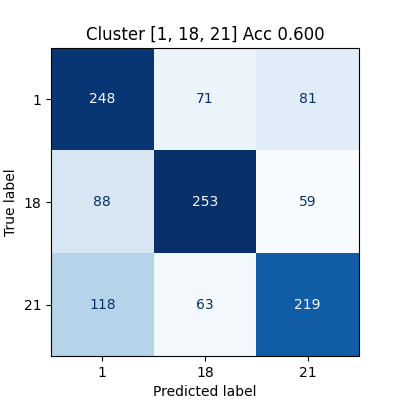 Cluster [1, 18, 21] Acc 0.600
True label
1 248 71 81
18 88 253 59
21 118 63 219
1 18 21
Predicted label